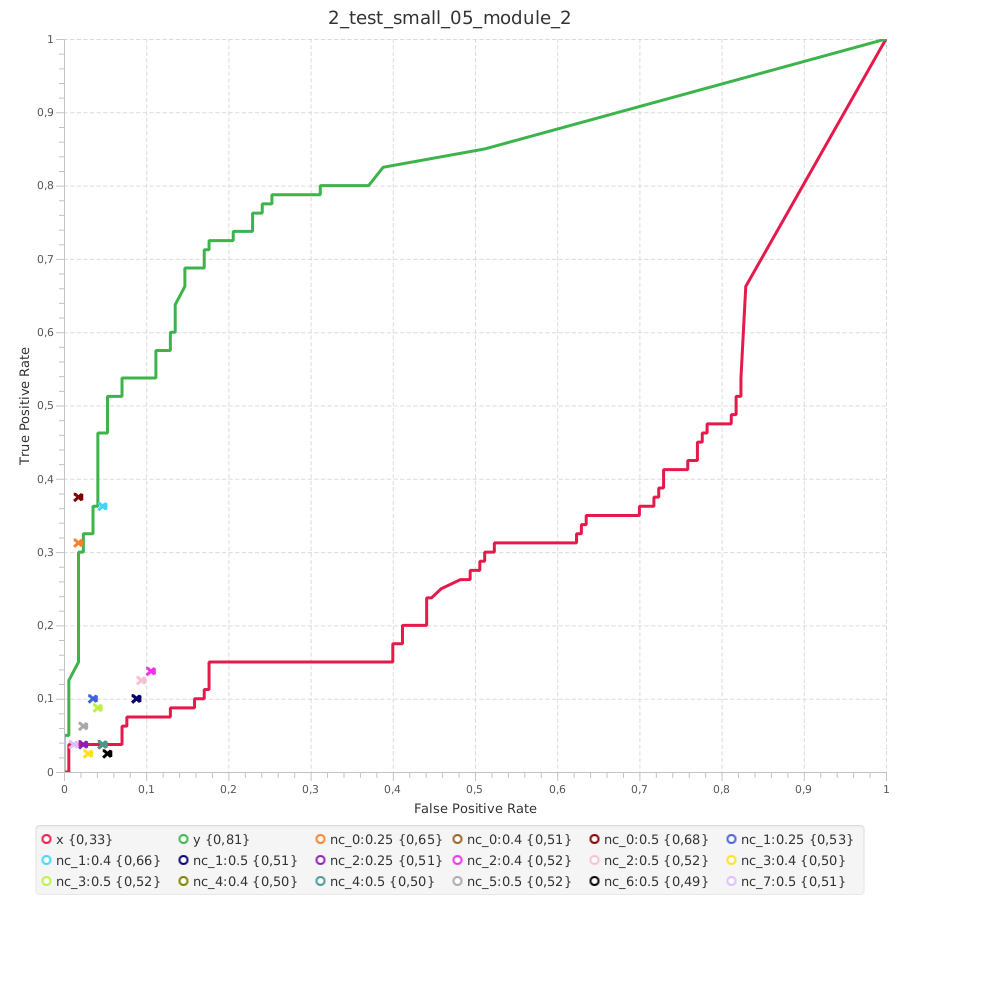 2_test_small_05_module_2
1
0,9
0,8
0,7
0,6
0,5
0,4
0,3
0,2
0,1
0
True Positive Rate
0 0,1 0,2 0,3 0,4 0,5 0,6 0,7 0,8 0,9 1
False Positive Rate
x {0,33} y {0,81} nc_0:0.25 {0,65} nc_0:0.4 {0,51} nc_0:0.5 {0,68} nc_1:0.25 {0,53}
nc_1:0.4 {0,66} nc_1:0.5 {0,51} nc_2:0.25 {0,51} nc_2:0.4 {0,52} nc_2:0.5 {0,52} nc_3:0.4 {0,50}
nc_3:0.5 {0,52} nc_4:0.4 {0,50} nc_4:0.5 {0,50} nc_5:0.5 {0,52} nc_6:0.5 {0,49} nc_7:0.5 {0,51}